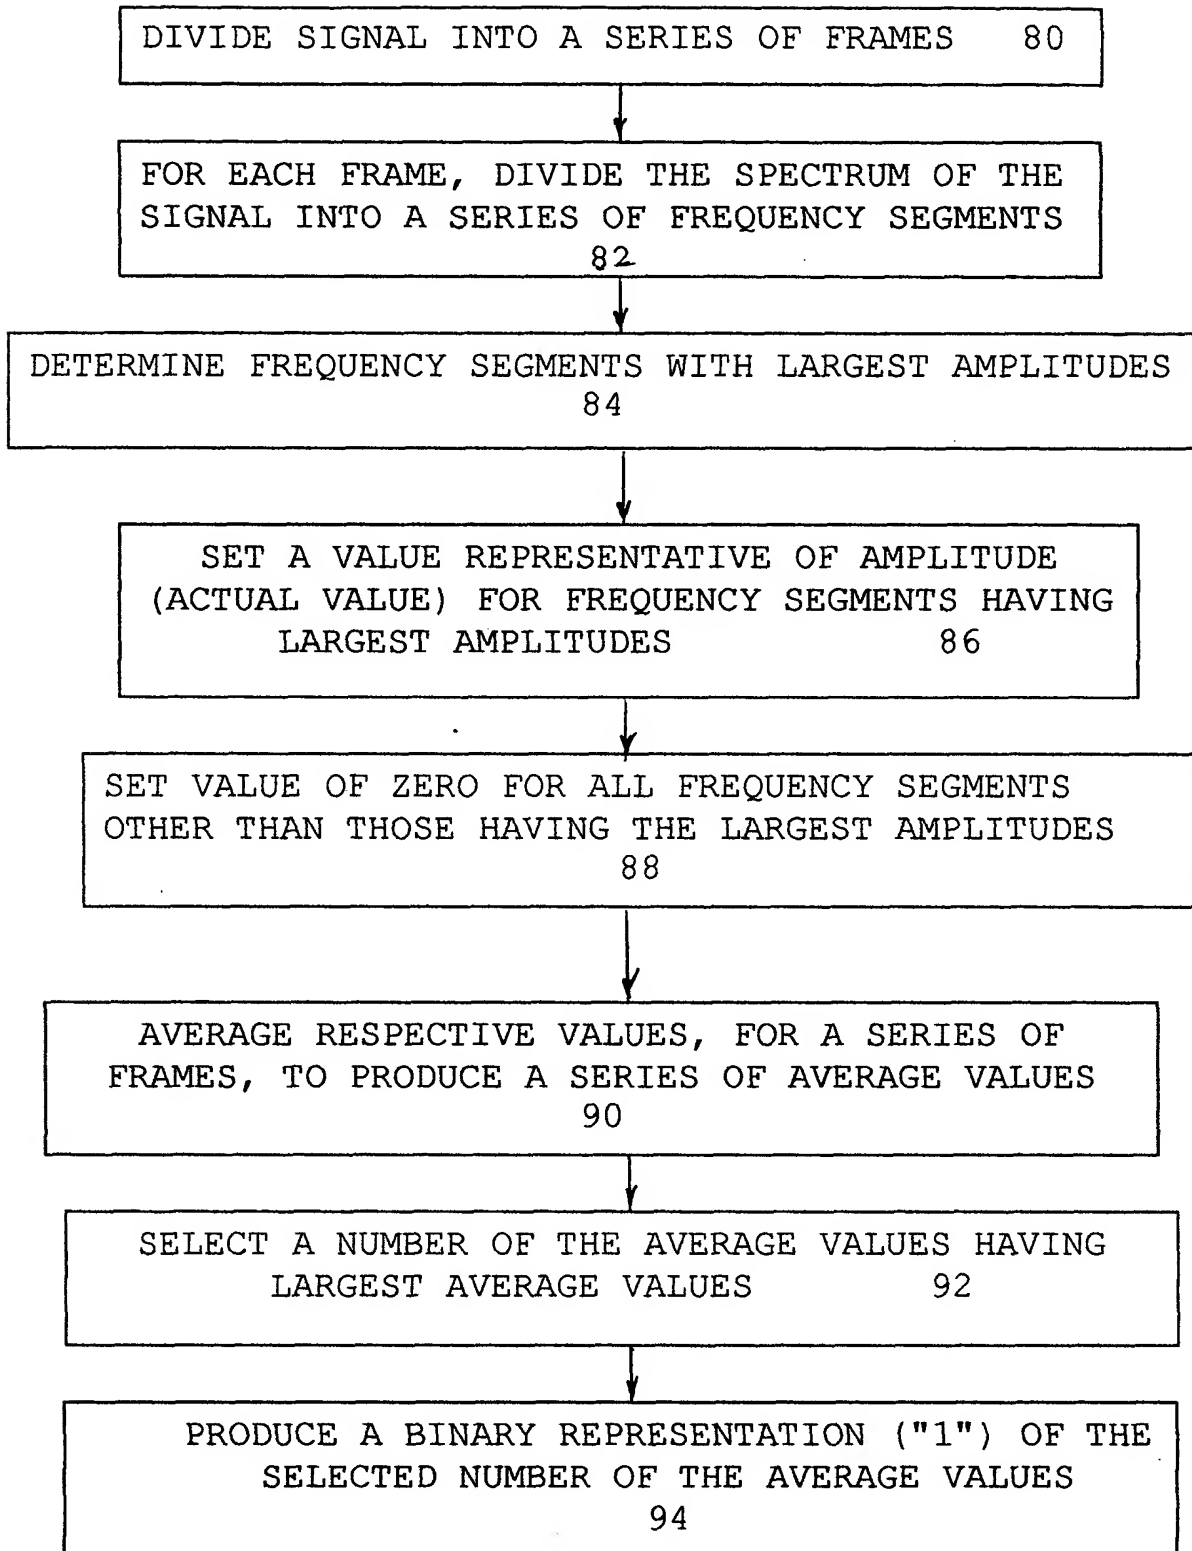 DIVIDE SIGNAL INTO A SERIES OF FRAMES 80
FOR EACH FRAME, DIVIDE THE SPECTRUM OF THE
SIGNAL INTO A SERIES OF FREQUENCY SEGMENTS
82
DETERMINE FREQUENCY SEGMENTS WITH LARGEST AMPLITUDES
84
SET A VALUE REPRESENTATIVE OF AMPLITUDE
(ACTUAL VALUE) FOR FREQUENCY SEGMENTS HAVING
LARGEST AMPLITUDES 86
SET VALUE OF ZERO FOR ALL FREQUENCY SEGMENTS
OTHER THAN THOSE HAVING THE LARGEST AMPLITUDES
88
AVERAGE RESPECTIVE VALUES, FOR A SERIES OF
FRAMES, TO PRODUCE A SERIES OF AVERAGE VALUES
90
SELECT A NUMBER OF THE AVERAGE VALUES HAVING
LARGEST AVERAGE VALUES 92
PRODUCE A BINARY REPRESENTATION ("1") OF THE
SELECTED NUMBER OF THE AVERAGE VALUES
94